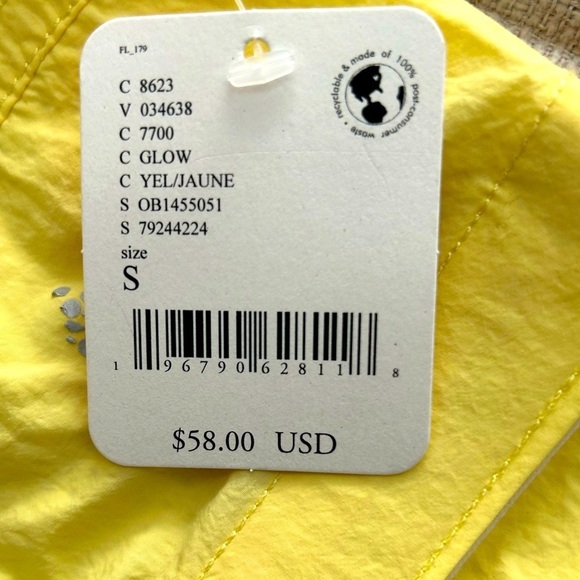 FL_179
recyclable & made of 100% post-consumer waste •
C 8623
V 034638
C 7700
C GLOW
C YEL/JAUNE
S OB1455051
S 79244224
size
S
1 96790 62811 8
$58.00 USD